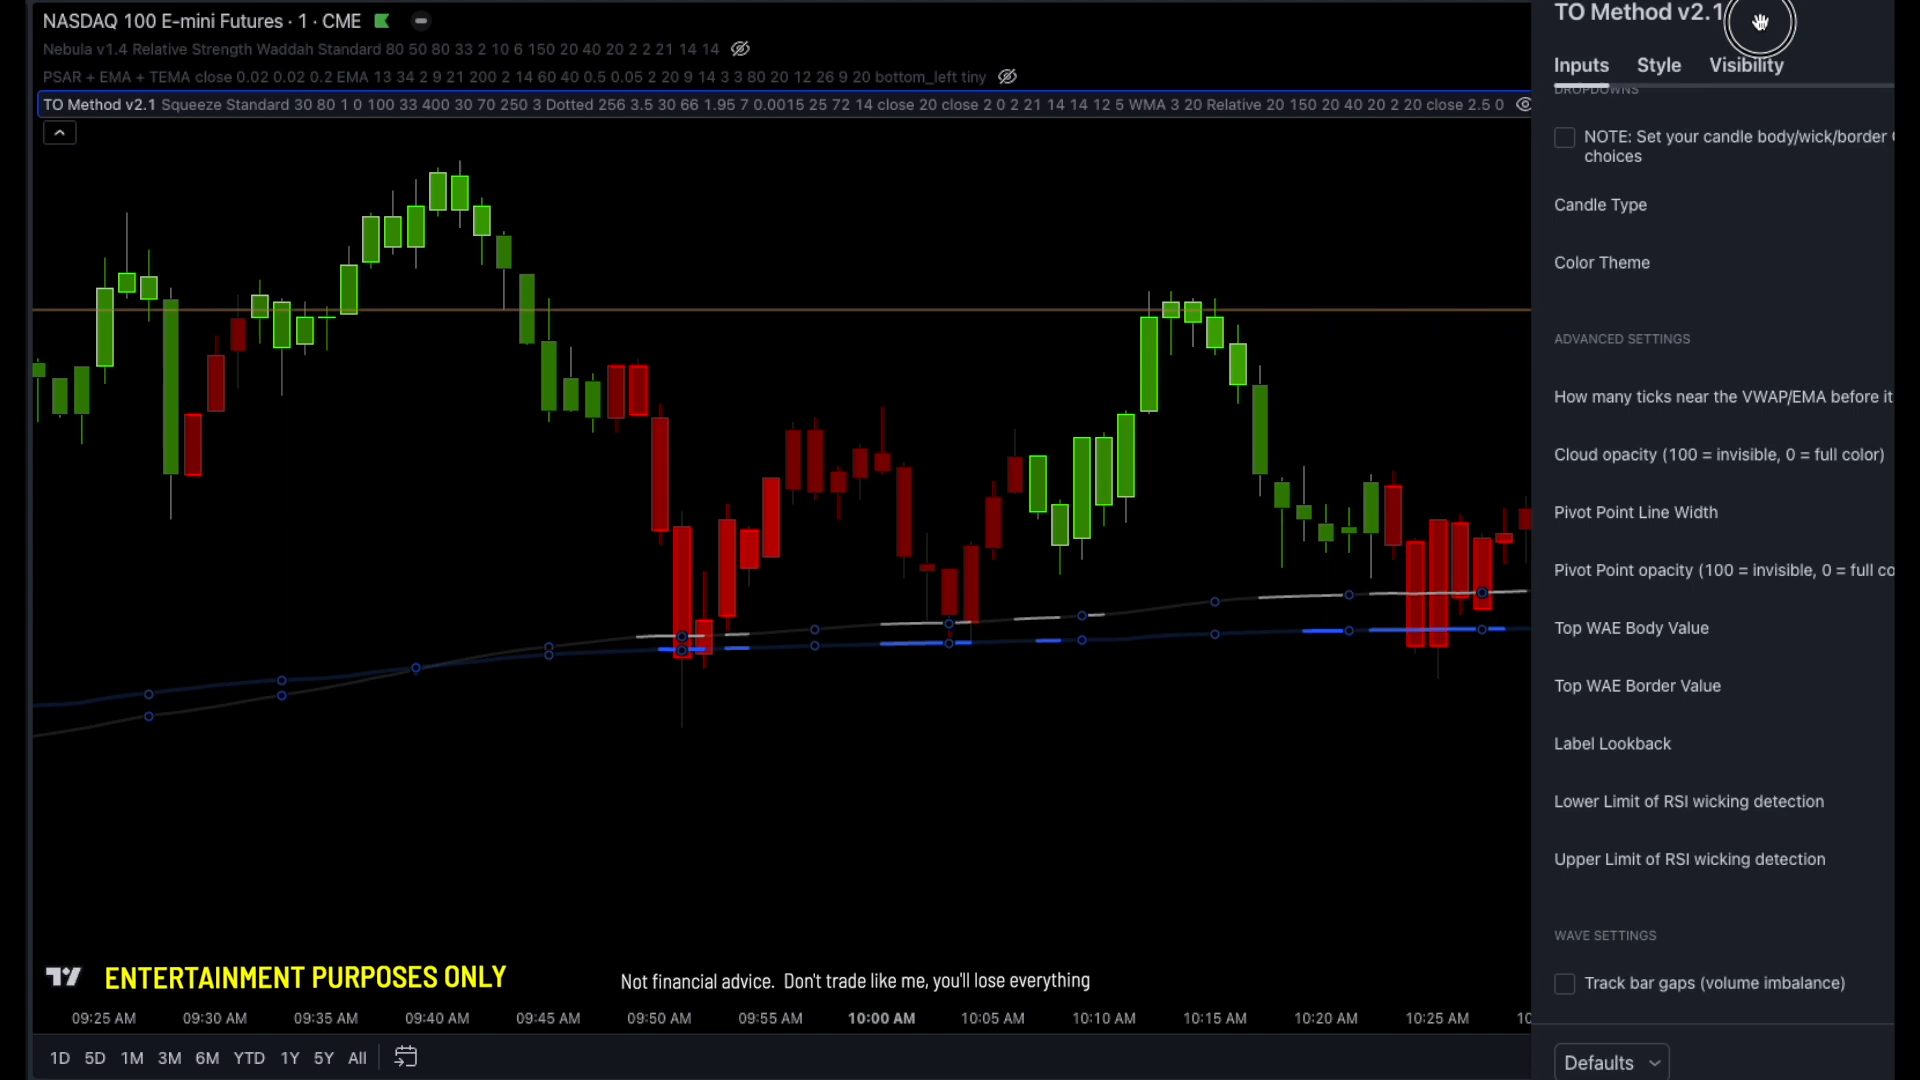 NASDAQ 100 E-mini Futures · 1 · CME
Nebula v1.4 Relative Strength Waddah Standard 80 50 80 33 2 10 6 150 20 40 20 2 2 21 14 14
PSAR + EMA + TEMA close 0.02 0.02 0.2 EMA 13 34 2 9 21 200 2 14 60 40 0.5 0.05 2 20 9 14 3 3 80 20 12 26 9 20 bottom_left tiny
TO Method v2.1 Squeeze Standard 30 80 1 0 100 33 400 30 70 250 3 Dotted 256 3.5 30 66 1.95 7 0.0015 25 72 14 close 20 close 2 0 2 21 14 14 12 5 WMA 3 20 Relative 20 150 20 40 20 2 20 close 2.5 0
ENTERTAINMENT PURPOSES ONLY
Not financial advice. Don't trade like me, you'll lose everything
09:25 AM 09:30 AM 09:35 AM 09:40 AM 09:45 AM 09:50 AM 09:55 AM 10:00 AM 10:05 AM 10:10 AM 10:15 AM 10:20 AM 10:25 AM 10
1D 5D 1M 3M 6M YTD 1Y 5Y All
TO Method v2.1
Inputs Style Visibility
DROPDOWNS
NOTE: Set your candle body/wick/border
choices
Candle Type
Color Theme
ADVANCED SETTINGS
How many ticks near the VWAP/EMA before it
Cloud opacity (100 = invisible, 0 = full color)
Pivot Point Line Width
Pivot Point opacity (100 = invisible, 0 = full co
Top WAE Body Value
Top WAE Border Value
Label Lookback
Lower Limit of RSI wicking detection
Upper Limit of RSI wicking detection
WAVE SETTINGS
Track bar gaps (volume imbalance)
Defaults